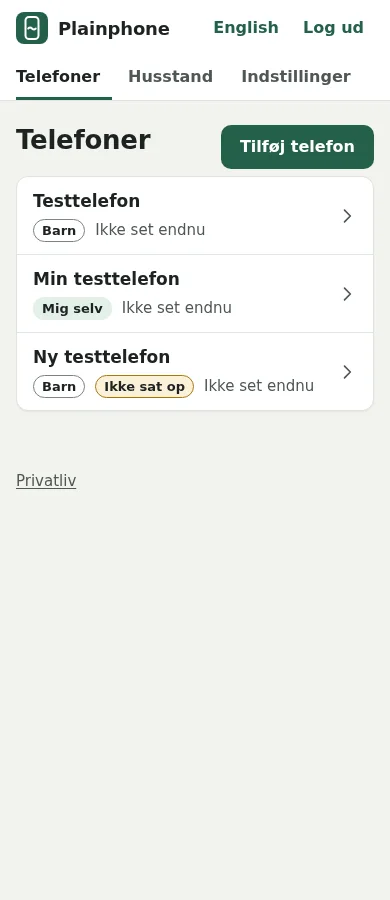 Plainphone English Log ud
Telefoner Husstand Indstillinger
Telefoner
Tilføj telefon
Testtelefon
Barn Ikke set endnu
Min testtelefon
Mig selv Ikke set endnu
Ny testtelefon
Barn Ikke sat op Ikke set endnu
Privatliv